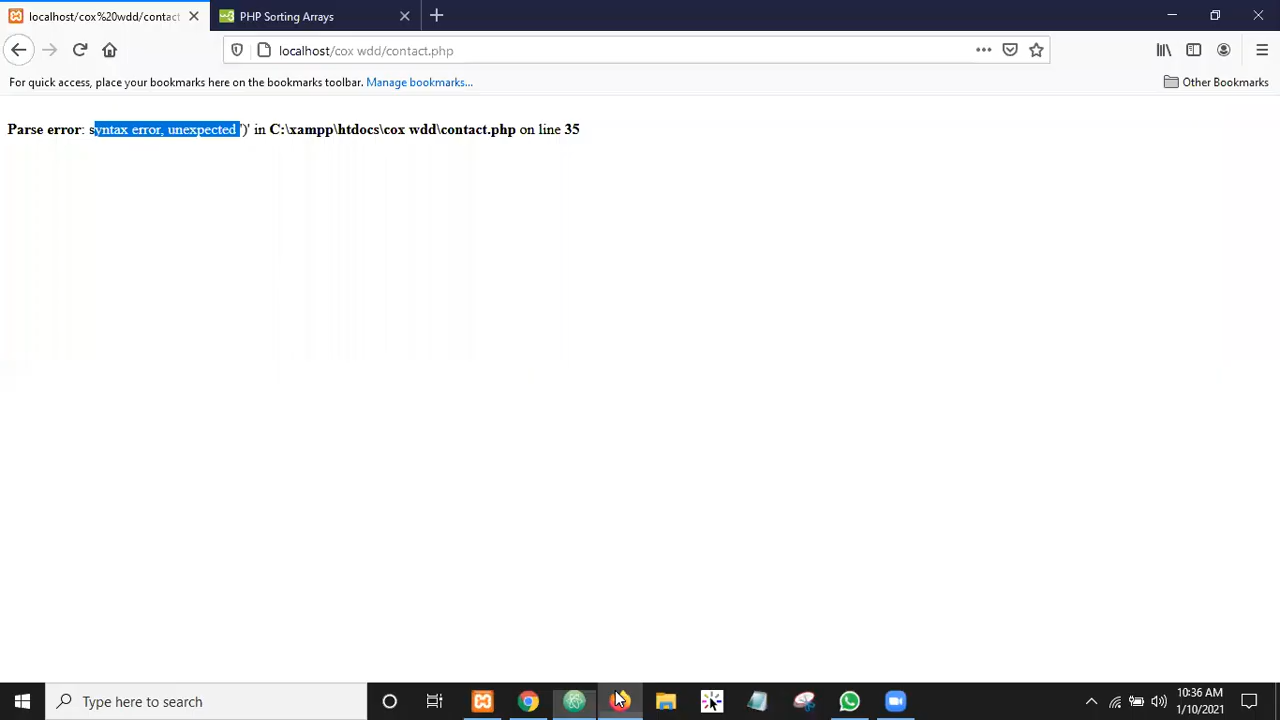 localhost/cox%20wdd/contact
PHP Sorting Arrays
localhost/cox wdd/contact.php
For quick access, place your bookmarks here on the bookmarks toolbar. Manage bookmarks...
Other Bookmarks
Parse error: syntax error, unexpected ')' in C:\xampp\htdocs\cox wdd\contact.php on line 35
Type here to search
10:36 AM
1/10/2021